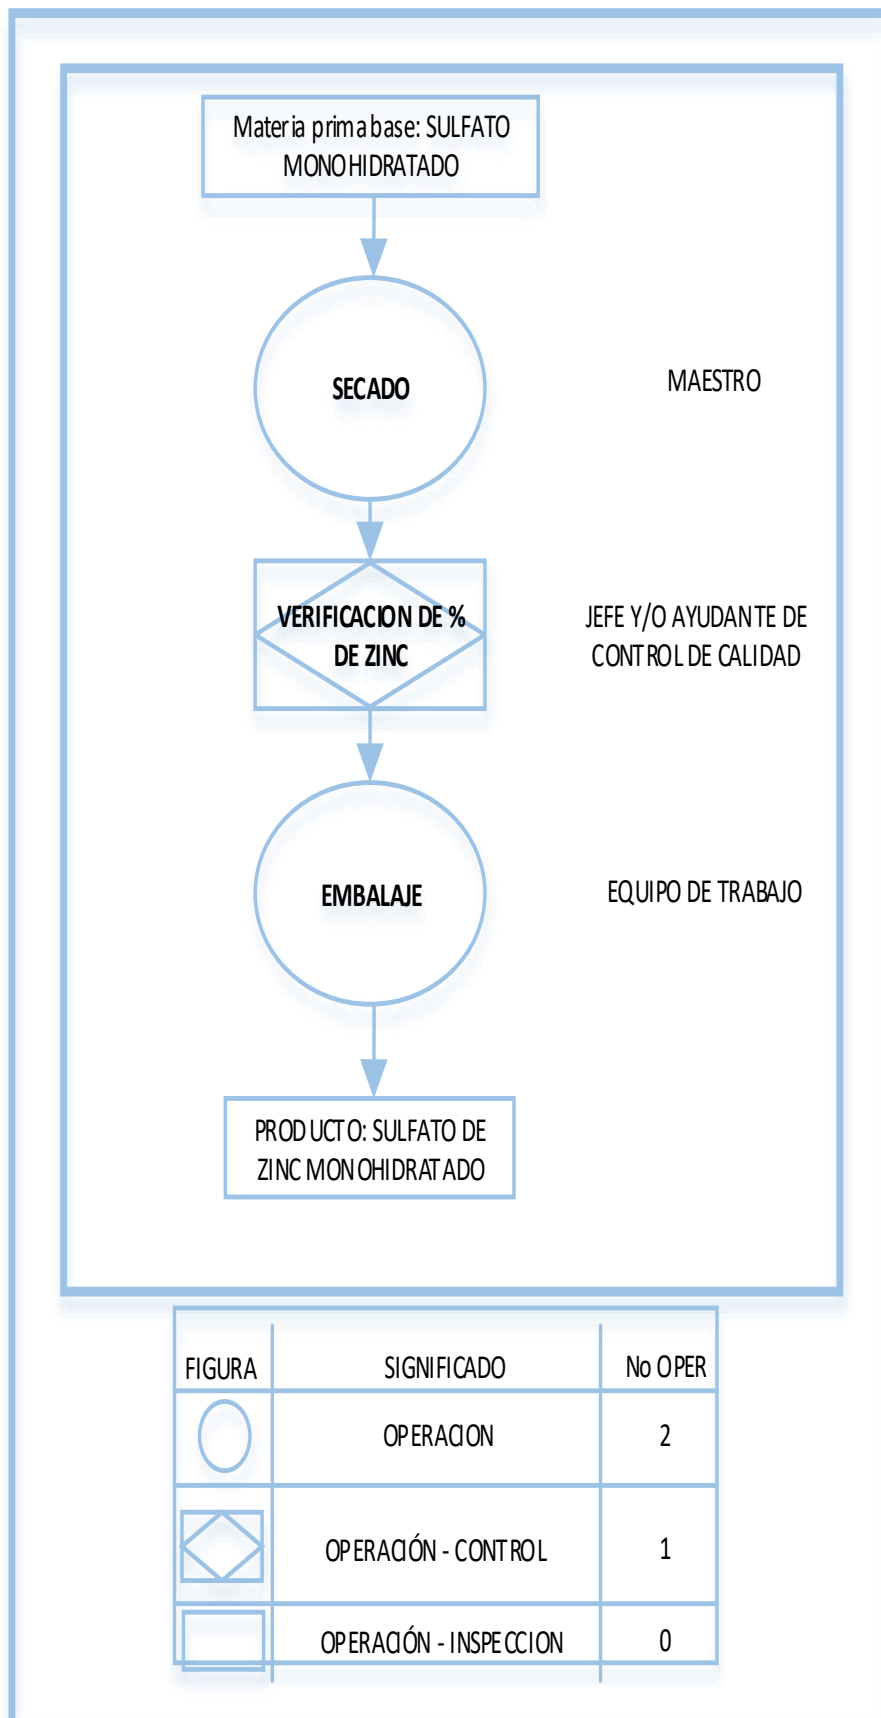 Materia prima base: SULFATO
MONOHIDRATADO
SECADO
MAESTRO
VERIFICACION DE %
DE ZINC
JEFE Y/O AYUDANTE DE
CONTROL DE CALIDAD
EMBALAJE
EQUIPO DE TRABAJO
PRODUCTO: SULFATO DE
ZINC MONOHIDRATADO
FIGURA SIGNIFICADO No OPER
OPERACION 2
OPERACIÓN - CONTROL 1
OPERACIÓN - INSPECCION 0